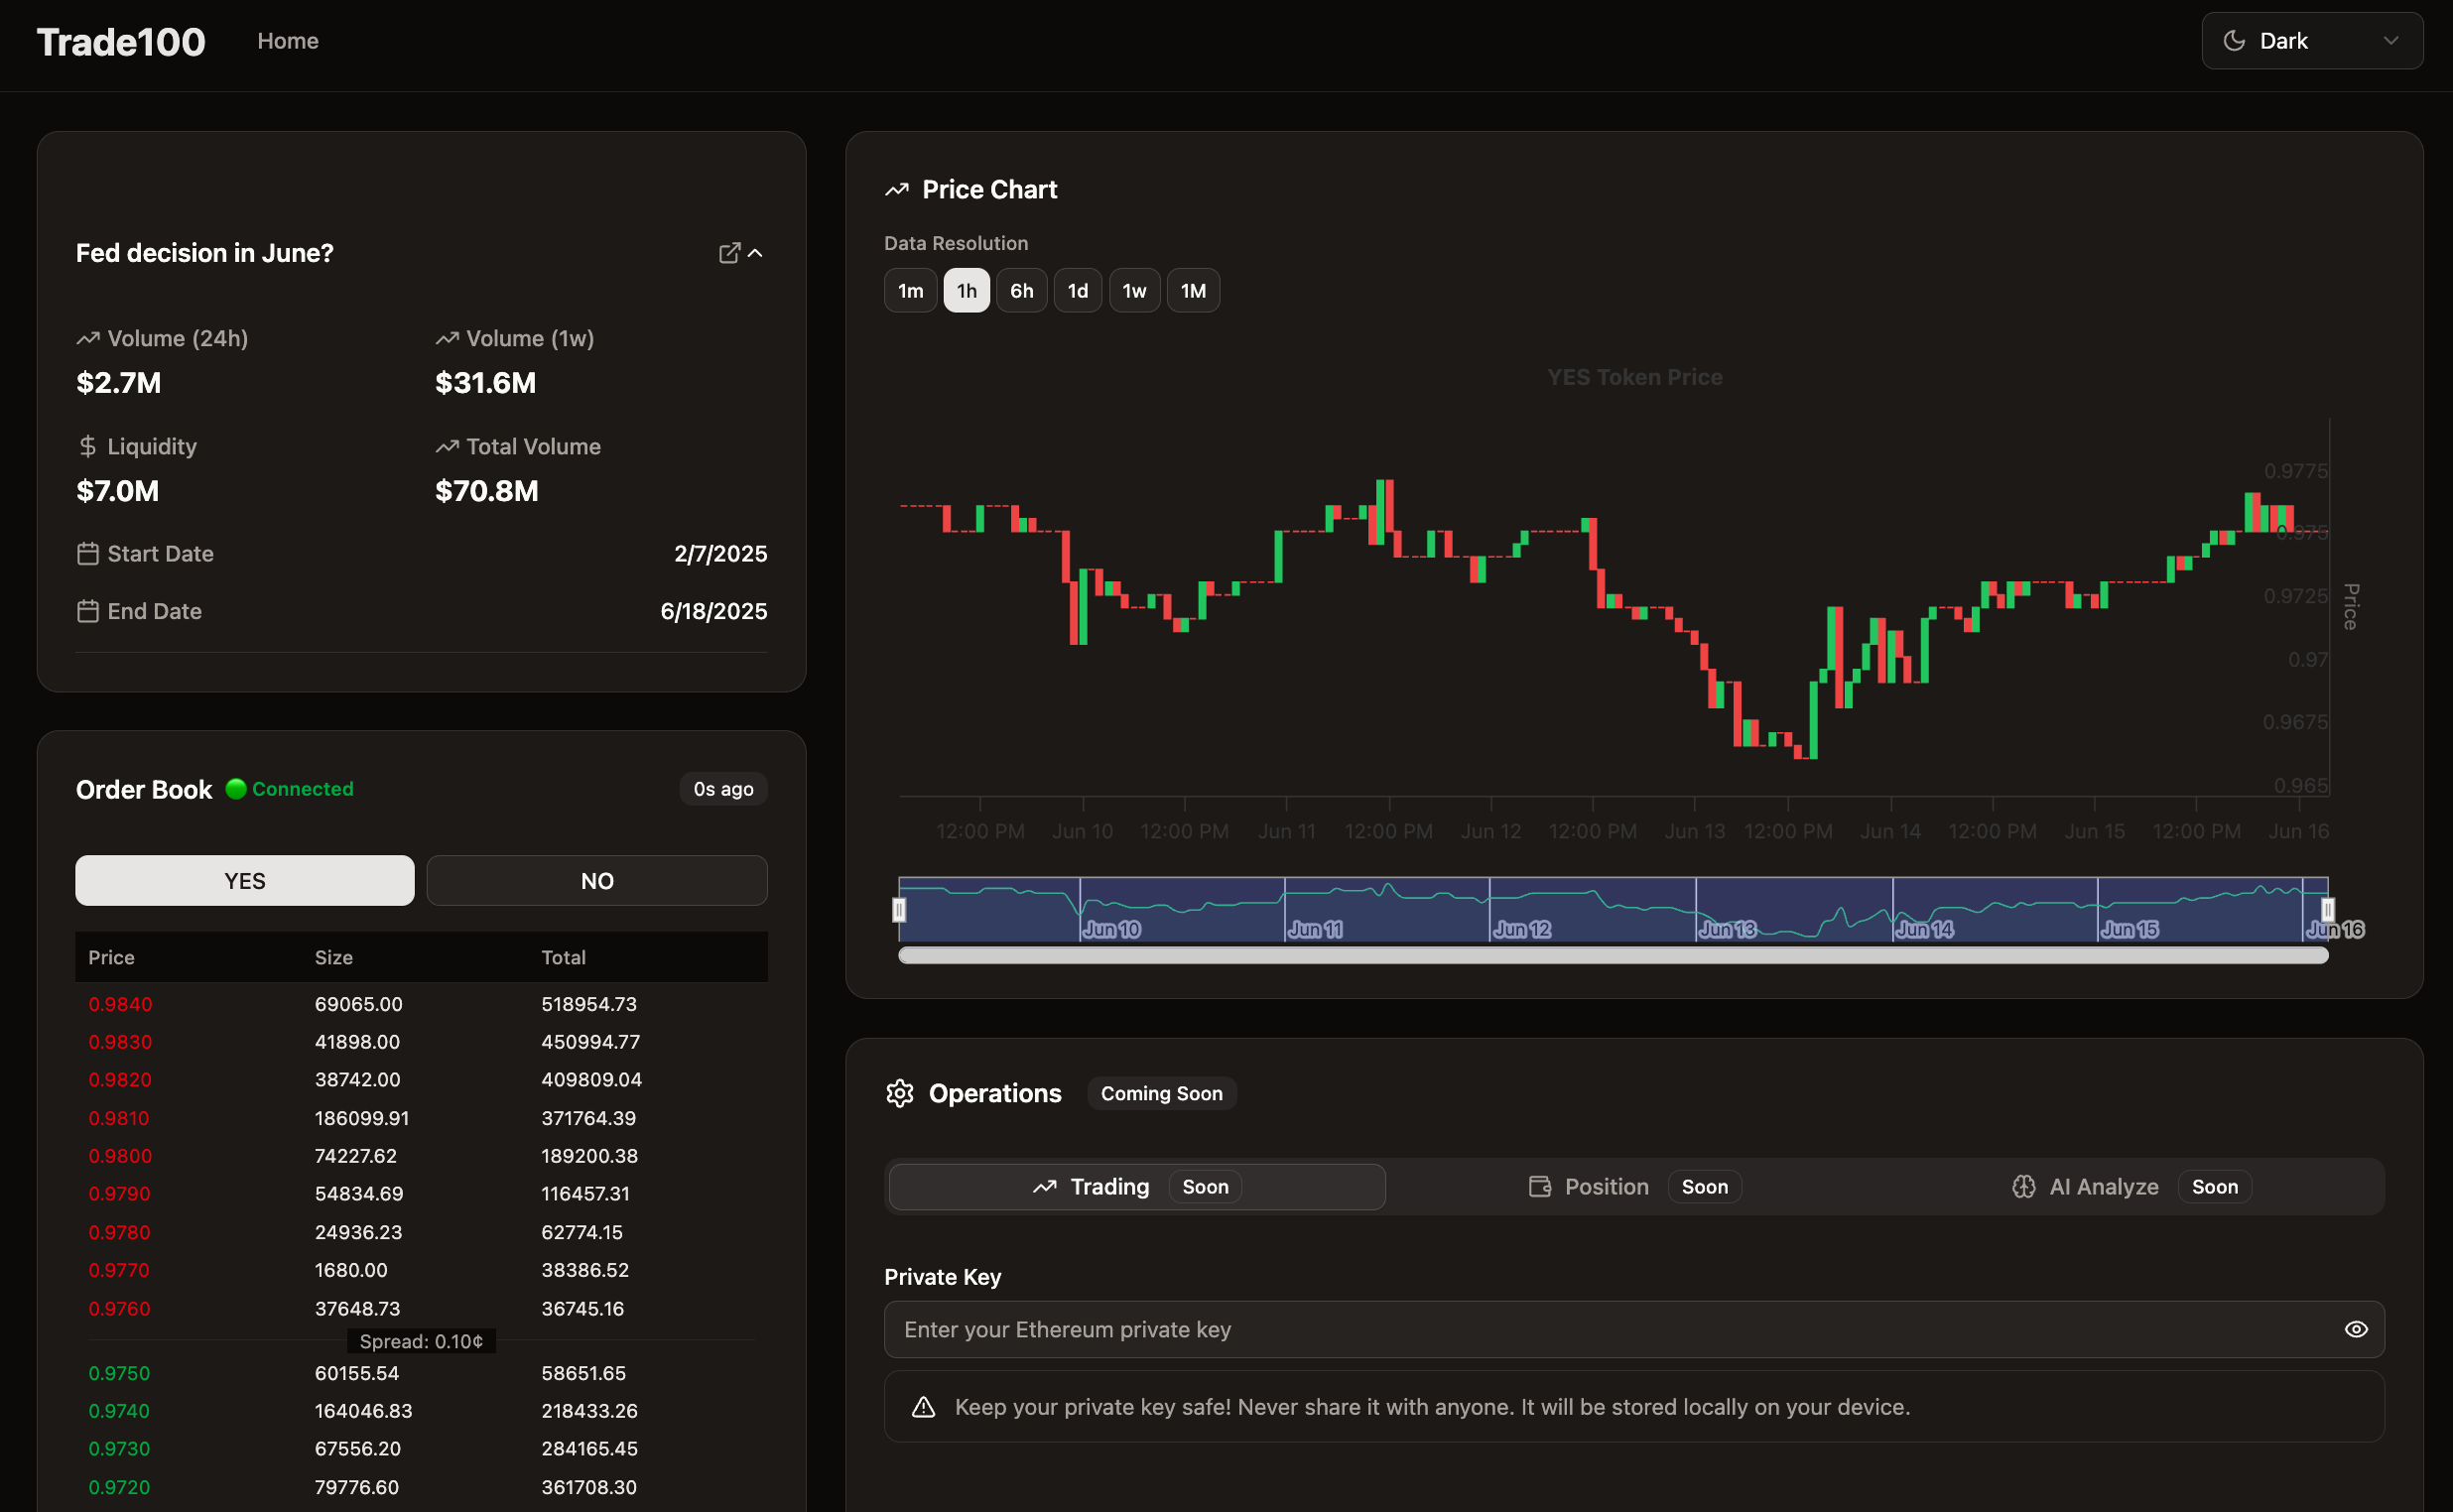 Trade100
Home
Dark
Fed decision in June?
Volume (24h)
Volume (1w)
$2.7M
$31.6M
Liquidity
Total Volume
$7.0M
$70.8M
Start Date
2/7/2025
End Date
6/18/2025
Order Book
Connected
0s ago
YES
NO
Price Size Total
0.9840 69065.00 518954.73
0.9830 41898.00 450994.77
0.9820 38742.00 409809.04
0.9810 186099.91 371764.39
0.9800 74227.62 189200.38
0.9790 54834.69 116457.31
0.9780 24936.23 62774.15
0.9770 1680.00 38386.52
0.9760 37648.73 36745.16
Spread: 0.10¢
0.9750 60155.54 58651.65
0.9740 164046.83 218433.26
0.9730 67556.20 284165.45
0.9720 79776.60 361708.30
Price Chart
Data Resolution
1m 1h 6h 1d 1w 1M
YES Token Price
0.9775
0.975
0.9725
0.97
0.9675
0.965
Price
12:00 PM Jun 10 12:00 PM Jun 11 12:00 PM Jun 12 12:00 PM Jun 13 12:00 PM Jun 14 12:00 PM Jun 15 12:00 PM Jun 16
Jun 10 Jun 11 Jun 12 Jun 13 Jun 14 Jun 15 Jun 16
Operations
Coming Soon
Trading Soon
Position Soon
AI Analyze Soon
Private Key
Enter your Ethereum private key
Keep your private key safe! Never share it with anyone. It will be stored locally on your device.